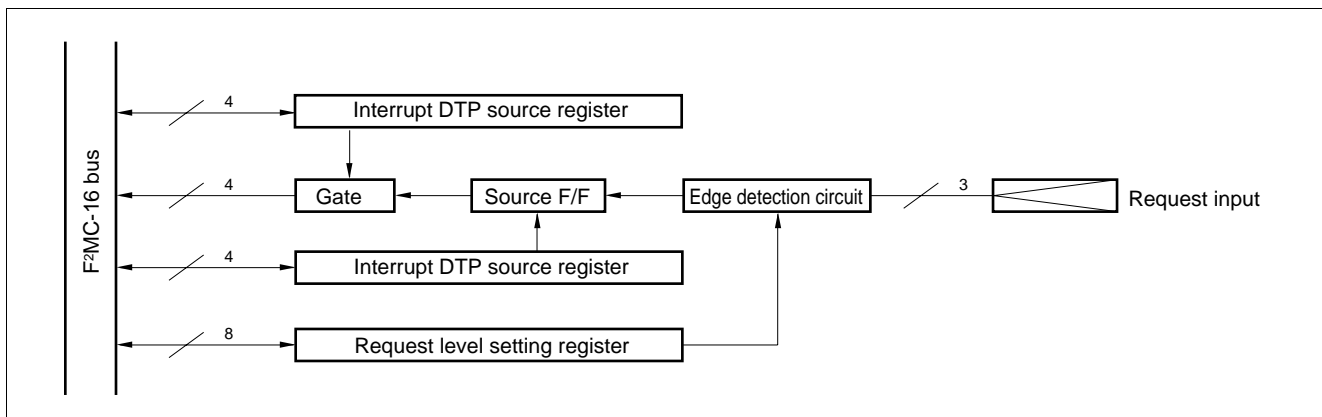 F²MC-16 bus
4
Interrupt DTP source register
4
Gate
Source F/F
Edge detection circuit
3
Request input
4
Interrupt DTP source register
8
Request level setting register